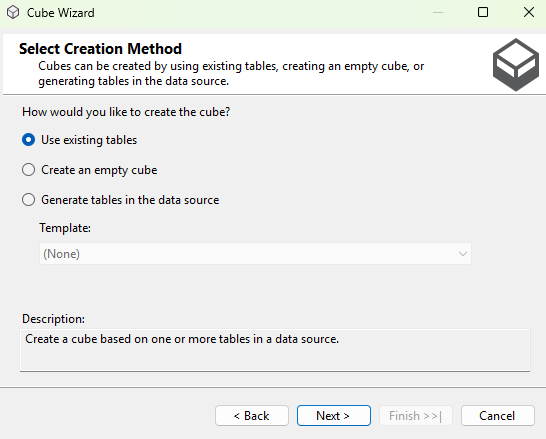 Cube Wizard
Select Creation Method
Cubes can be created by using existing tables, creating an empty cube, or
generating tables in the data source.
How would you like to create the cube?
Use existing tables
Create an empty cube
Generate tables in the data source
Template:
(None)
Description:
Create a cube based on one or more tables in a data source.
< Back
Next >
Finish >>|
Cancel